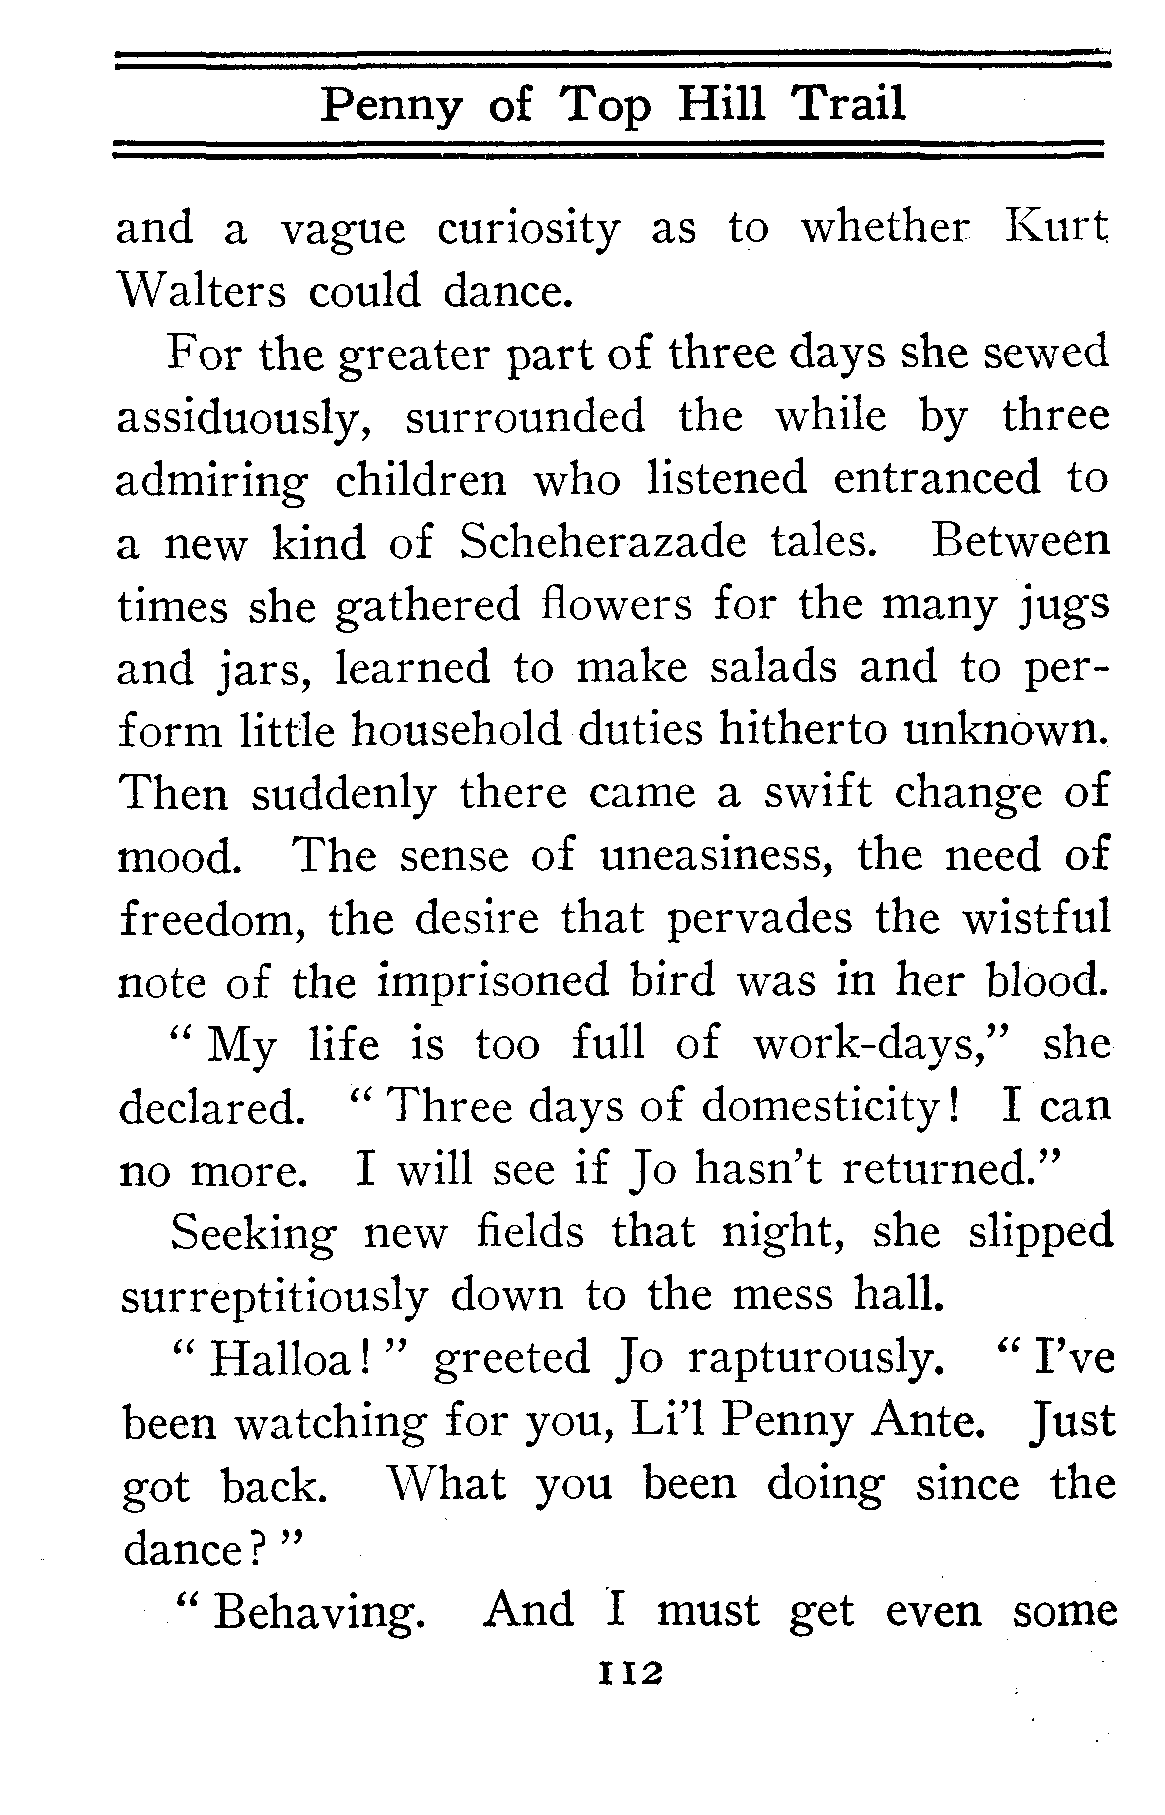 Penny of Top Hill Trail
and a vague curiosity as to whether Kurt
Walters could dance.
For the greater part of three days she sewed
assiduously, surrounded the while by three
admiring children who listened entranced to
a new kind of Scheherazade tales. Between
times she gathered flowers for the many jugs
and jars, learned to make salads and to per-
form little household duties hitherto unknown.
Then suddenly there came a swift change of
mood. The sense of uneasiness, the need of
freedom, the desire that pervades the wistful
note of the imprisoned bird was in her blood.
“ My life is too full of work-days,” she
declared. “ Three days of domesticity! I can
no more. I will see if Jo hasn’t returned.”
Seeking new fields that night, she slipped
surreptitiously down to the mess hall.
“ Halloa! ” greeted Jo rapturously. “ I’ve
been watching for you, Li’l Penny Ante. Just
got back. What you been doing since the
dance? ”
“ Behaving. And I must get even some
112